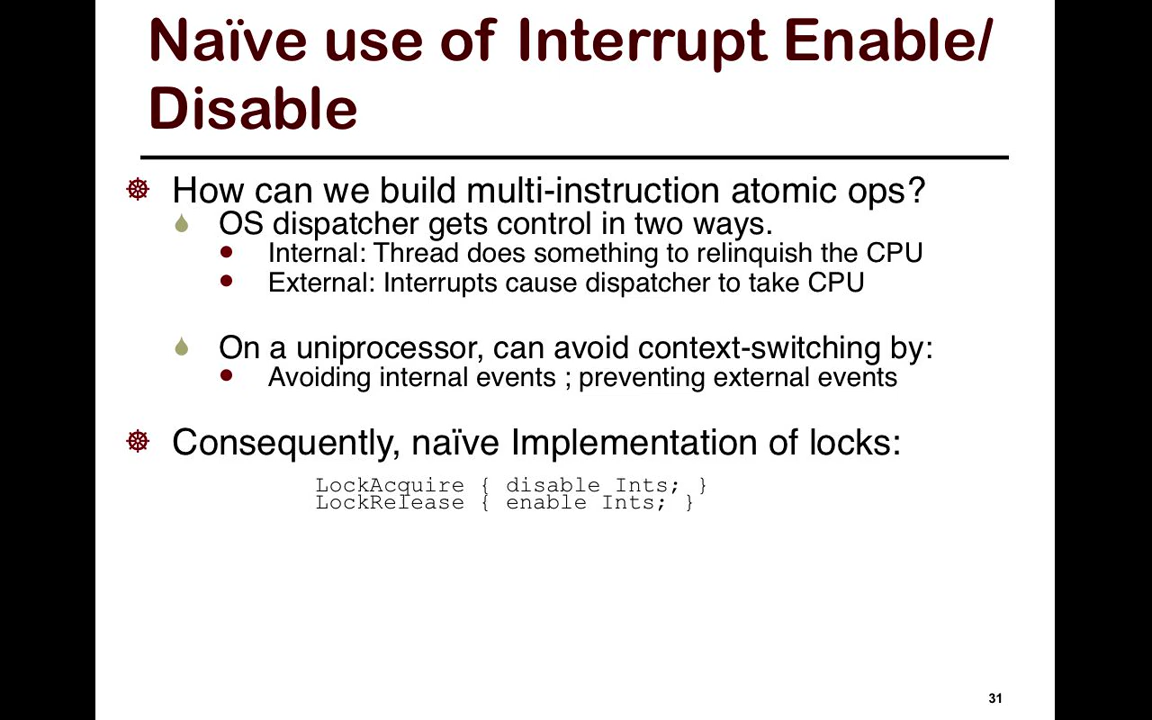 Naïve use of Interrupt Enable/
Disable
How can we build multi-instruction atomic ops?
OS dispatcher gets control in two ways.
Internal: Thread does something to relinquish the CPU
External: Interrupts cause dispatcher to take CPU
On a uniprocessor, can avoid context-switching by:
Avoiding internal events ; preventing external events
Consequently, naïve Implementation of locks:
LockAcquire { disable Ints; }
LockRelease { enable Ints; }
31